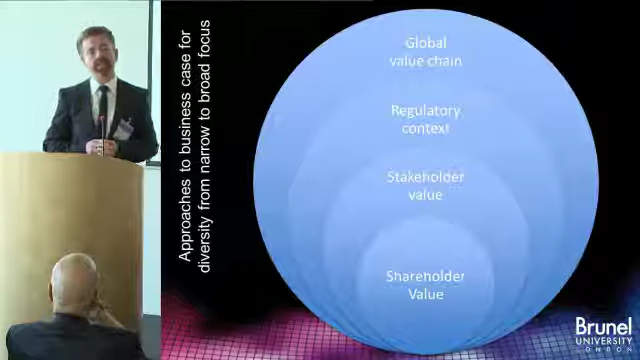 Approaches to business case for
diversity from narrow to broad focus
Global
value chain
Regulatory
context
Stakeholder
value
Shareholder
Value
Brunel
UNIVERSITY
LONDON